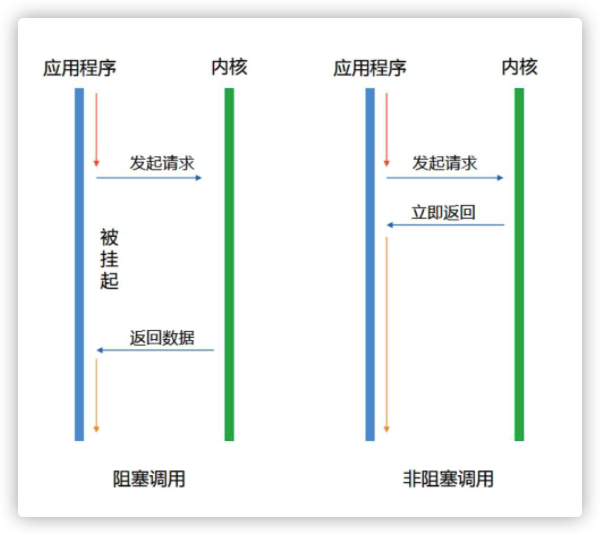 应用程序 内核 应用程序 内核
发起请求 发起请求
立即返回
被
挂
起
返回数据
阻塞调用 非阻塞调用